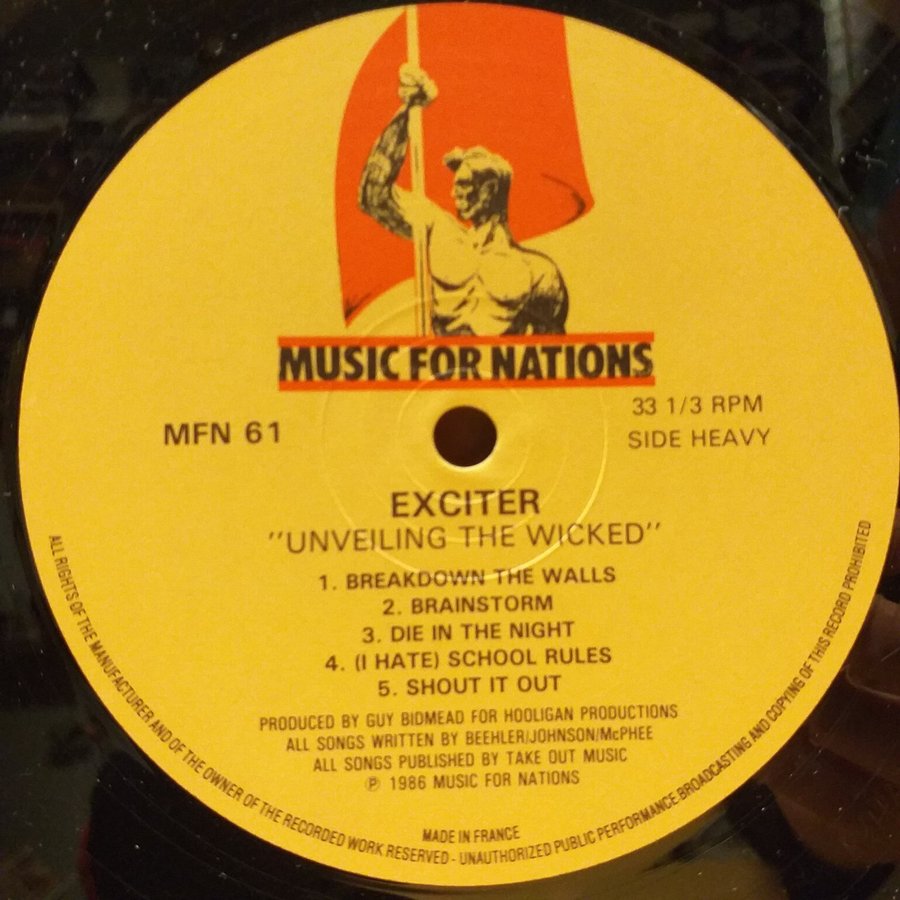 MUSIC FOR NATIONS
MFN 61
33 1/3 RPM
SIDE HEAVY
EXCITER
"UNVEILING THE WICKED"
1. BREAKDOWN THE WALLS
2. BRAINSTORM
3. DIE IN THE NIGHT
4. (I HATE) SCHOOL RULES
5. SHOUT IT OUT
PRODUCED BY GUY BIDMEAD FOR HOOLIGAN PRODUCTIONS
ALL SONGS WRITTEN BY BEEHLER/JOHNSON/McPHEE
ALL SONGS PUBLISHED BY TAKE OUT MUSIC
℗ 1986 MUSIC FOR NATIONS
MADE IN FRANCE
ALL RIGHTS OF THE MANUFACTURER AND OF THE OWNER OF THE RECORDED WORK RESERVED - UNAUTHORIZED PUBLIC PERFORMANCE BROADCASTING AND COPYING OF THIS RECORD PROHIBITED